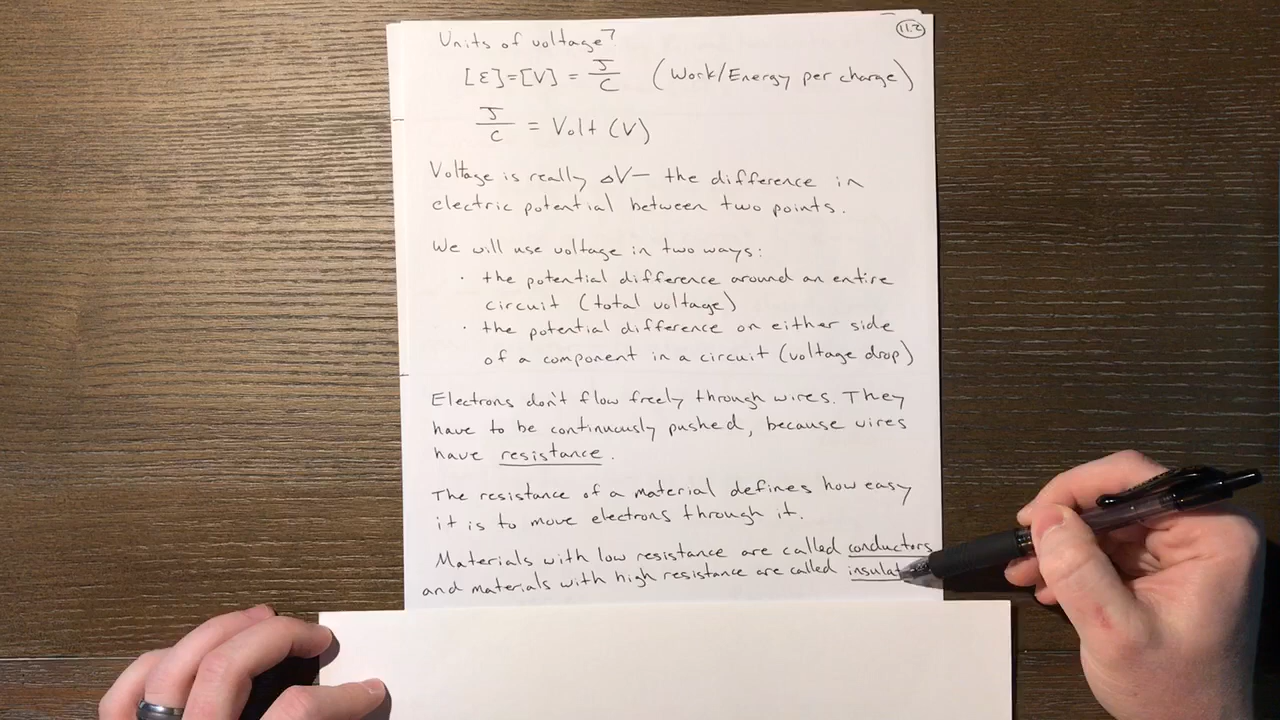 11.2
Units of voltage?
[ε]=[V] = J/C (Work/Energy per charge)
J/C = Volt (V)
Voltage is really ΔV— the difference in
electric potential between two points.
We will use voltage in two ways:
· the potential difference around an entire
circuit (total voltage)
· the potential difference on either side
of a component in a circuit (voltage drop)
Electrons don't flow freely through wires. They
have to be continuously pushed, because wires
have resistance.
The resistance of a material defines how easy
it is to move electrons through it.
Materials with low resistance are called conductors
and materials with high resistance are called